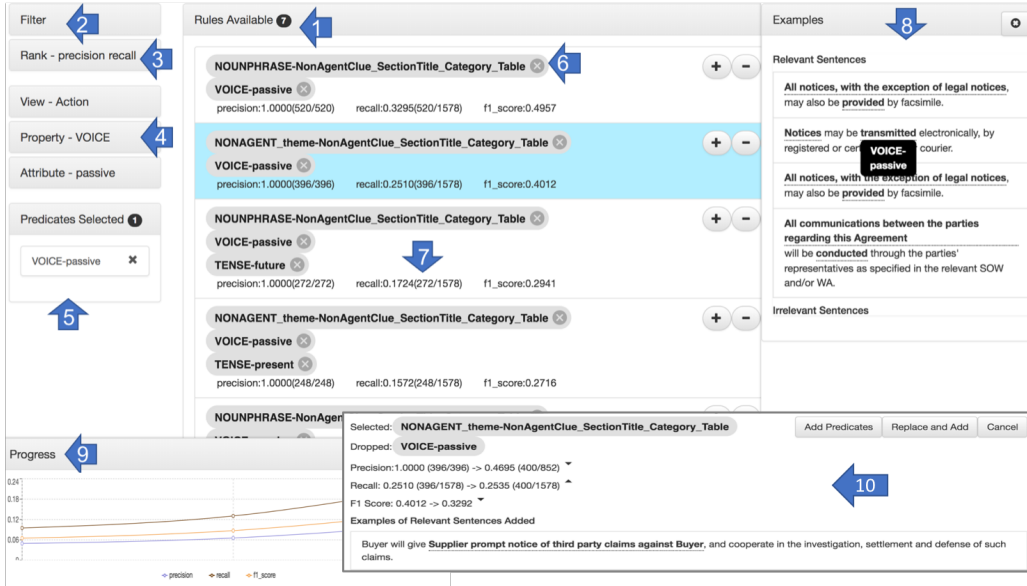 Filter
2
Rank - precision recall
3
View - Action
Property - VOICE
4
Attribute - passive
Predicates Selected 1
VOICE-passive
5
Rules Available 7
1
NOUNPHRASE-NonAgentClue_SectionTitle_Category_Table
6
VOICE-passive
precision:1.0000(520/520) recall:0.3295(520/1578) f1_score:0.4957
+ -
NONAGENT_theme-NonAgentClue_SectionTitle_Category_Table
VOICE-passive
precision:1.0000(396/396) recall:0.2510(396/1578) f1_score:0.4012
+ -
NOUNPHRASE-NonAgentClue_SectionTitle_Category_Table
VOICE-passive
7
TENSE-future
precision:1.0000(272/272) recall:0.1724(272/1578) f1_score:0.2941
+ -
NONAGENT_theme-NonAgentClue_SectionTitle_Category_Table
VOICE-passive
TENSE-present
precision:1.0000(248/248) recall:0.1572(248/1578) f1_score:0.2716
+ -
NOUNPHRASE-NonAgen
Examples
8
Relevant Sentences
All notices, with the exception of legal notices,
may also be provided by facsimile.
Notices may be transmitted electronically, by
registered or cer courier.
VOICE-
passive
All notices, with the exception of legal notices,
may also be provided by facsimile.
All communications between the parties
regarding this Agreement
will be conducted through the parties'
representatives as specified in the relevant SOW
and/or WA.
Irrelevant Sentences
Progress
9
0.24
0.18
0.12
0.06
0
precision recall f1_score
Selected: NONAGENT_theme-NonAgentClue_SectionTitle_Category_Table
Add Predicates Replace and Add Cancel
Dropped: VOICE-passive
Precision:1.0000 (396/396) -> 0.4695 (400/852)
Recall: 0.2510 (396/1578) -> 0.2535 (400/1578)
10
F1 Score: 0.4012 -> 0.3292
Examples of Relevant Sentences Added
Buyer will give Supplier prompt notice of third party claims against Buyer, and cooperate in the investigation, settlement and defense of such
claims.